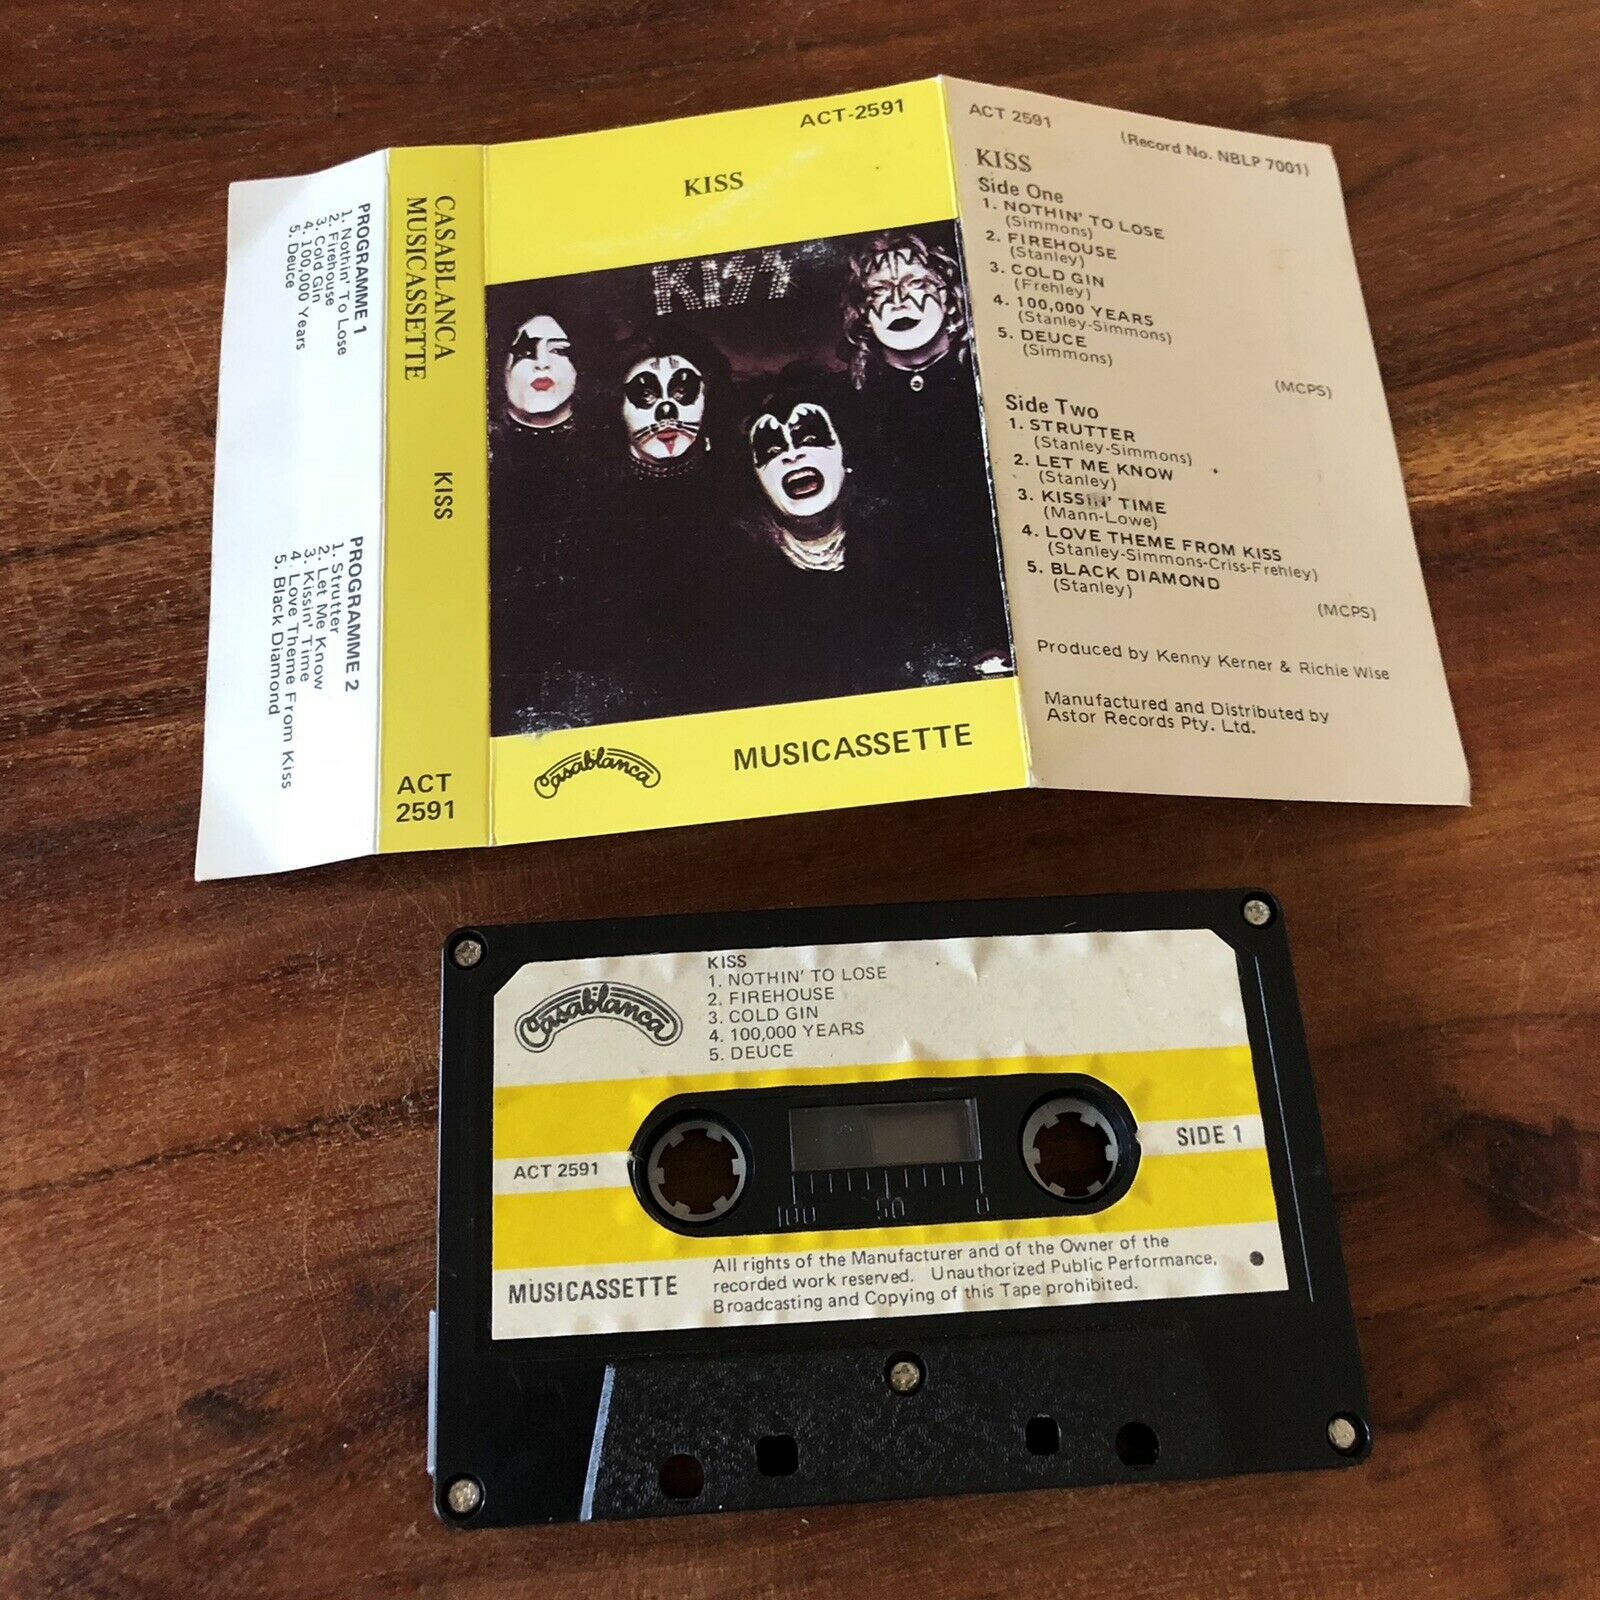 PROGRAMME 1
1. Nothin' To Lose
2. Firehouse
3. Cold Gin
4. 100,000 Years
5. Deuce
PROGRAMME 2
1. Strutter
2. Let Me Know
3. Kissin' Time
4. Love Theme From Kiss
5. Black Diamond
CASABLANCA
MUSICASSETTE
KISS
ACT
2591
ACT-2591
KISS
KISS
Casablanca
MUSICASSETTE
ACT 2591
(Record No. NBLP 7001)
KISS
Side One
1. NOTHIN' TO LOSE
(Simmons)
2. FIREHOUSE
(Stanley)
3. COLD GIN
(Frehley)
4. 100,000 YEARS
(Stanley-Simmons)
5. DEUCE
(Simmons)
(MCPS)
Side Two
1. STRUTTER
(Stanley-Simmons)
2. LET ME KNOW
(Stanley)
3. KISSIN' TIME
(Mann-Lowe)
4. LOVE THEME FROM KISS
(Stanley-Simmons-Criss-Frehley)
5. BLACK DIAMOND
(Stanley)
(MCPS)
Produced by Kenny Kerner & Richie Wise
Manufactured and Distributed by
Astor Records Pty. Ltd.
Casablanca
KISS
1. NOTHIN' TO LOSE
2. FIREHOUSE
3. COLD GIN
4. 100,000 YEARS
5. DEUCE
ACT 2591
SIDE 1
100 50 0
MUSICASSETTE
All rights of the Manufacturer and of the Owner of the
recorded work reserved. Unauthorized Public Performance,
Broadcasting and Copying of this Tape prohibited.